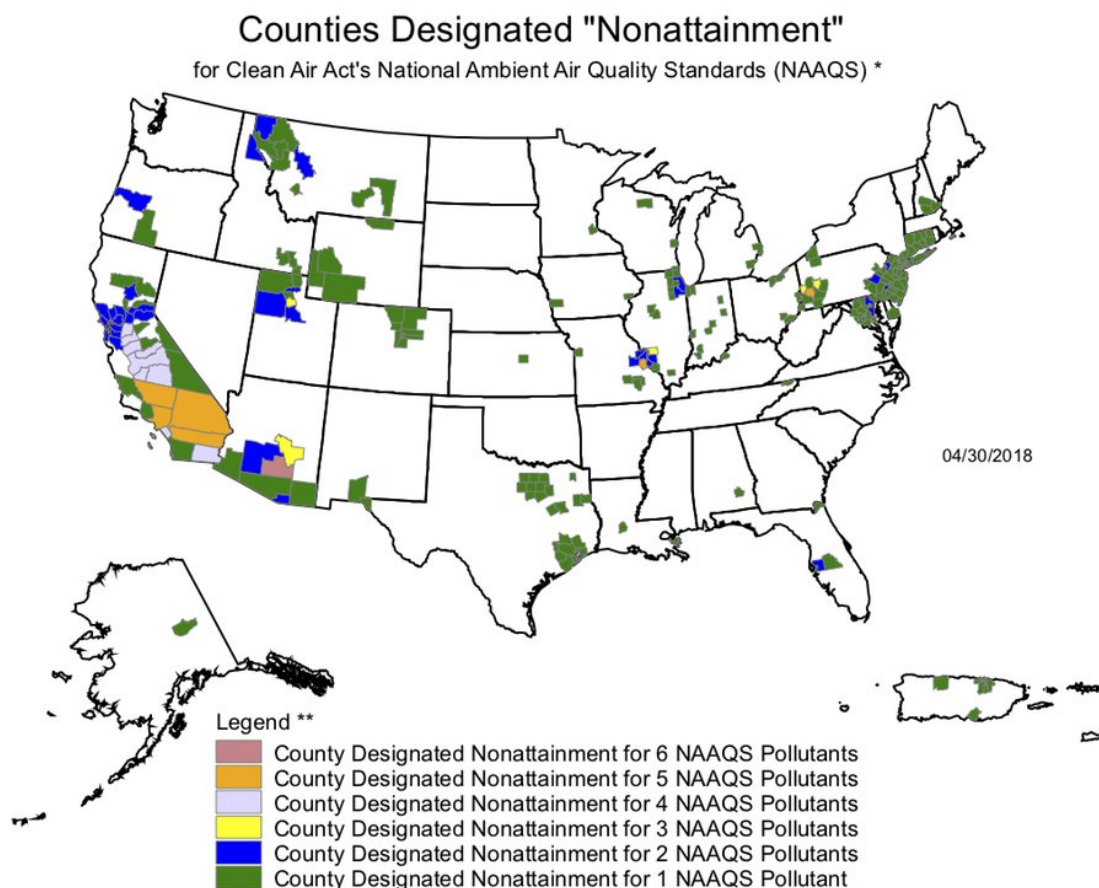 Counties Designated "Nonattainment"
for Clean Air Act's National Ambient Air Quality Standards (NAAQS) *
04/30/2018
Legend **
County Designated Nonattainment for 6 NAAQS Pollutants
County Designated Nonattainment for 5 NAAQS Pollutants
County Designated Nonattainment for 4 NAAQS Pollutants
County Designated Nonattainment for 3 NAAQS Pollutants
County Designated Nonattainment for 2 NAAQS Pollutants
County Designated Nonattainment for 1 NAAQS Pollutant